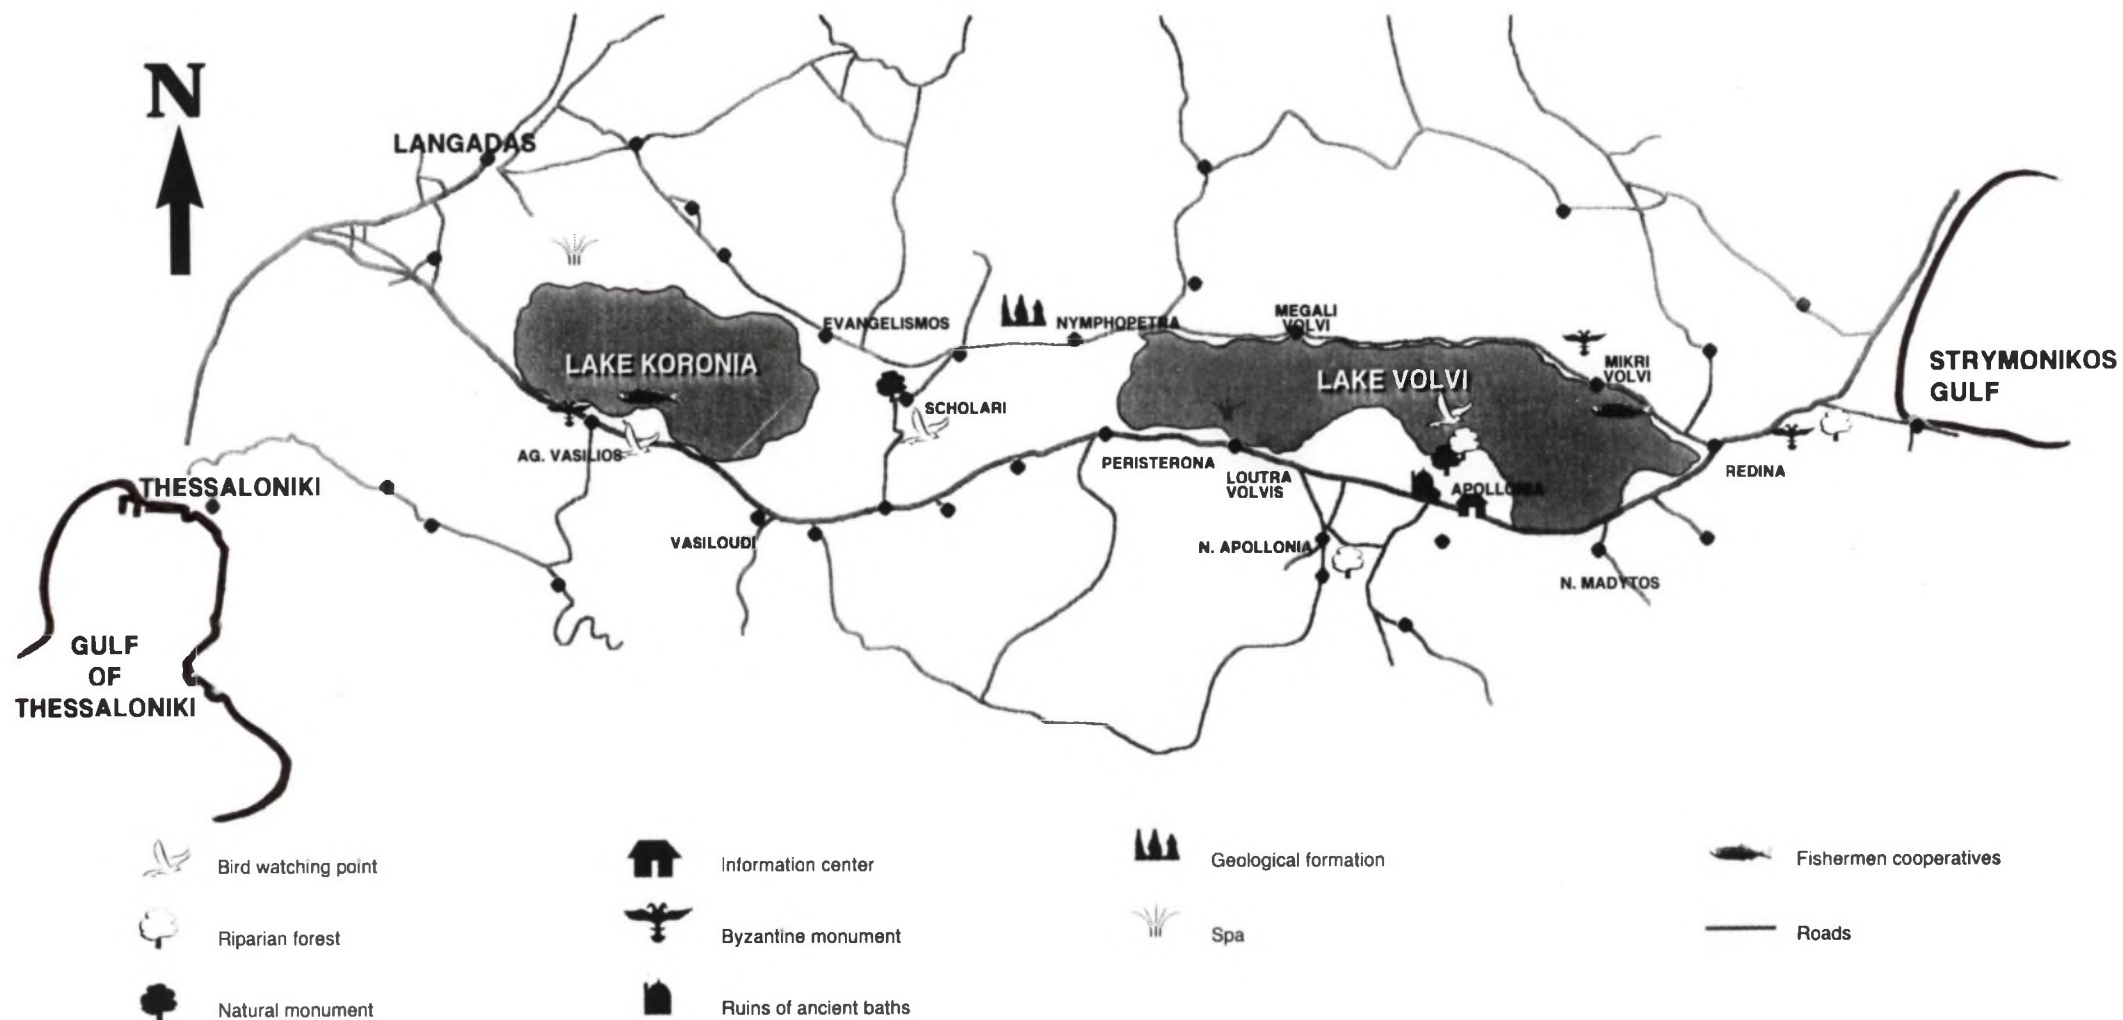 N
LANGADAS
EVANGELISMOS
NYMPHOPETRA
MEGALI
VOLVI
LAKE KORONIA
LAKE VOLVI
MIKRI
VOLVI
STRYMONIKOS
GULF
SCHOLARI
AG. VASILIOS
PERISTERONA
LOUTRA
VOLVIS
REDINA
THESSALONIKI
APOLLONIA
VASILOUDI
N. APOLLONIA
N. MADYTOS
GULF
OF
THESSALONIKI
Bird watching point
Information center
Geological formation
Fishermen cooperatives
Riparian forest
Byzantine monument
Spa
Roads
Natural monument
Ruins of ancient baths